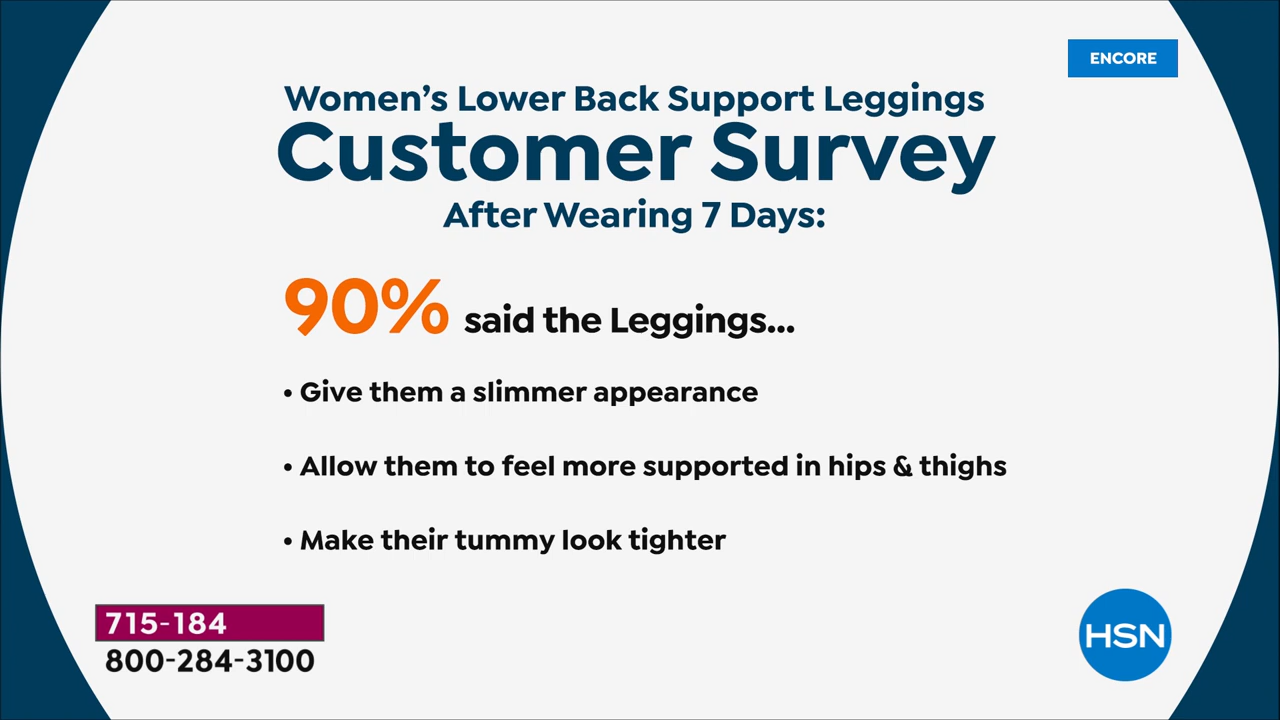 ENCORE
Women's Lower Back Support Leggings
Customer Survey
After Wearing 7 Days:
90% said the Leggings...
• Give them a slimmer appearance
• Allow them to feel more supported in hips & thighs
• Make their tummy look tighter
715-184
800-284-3100
HSN